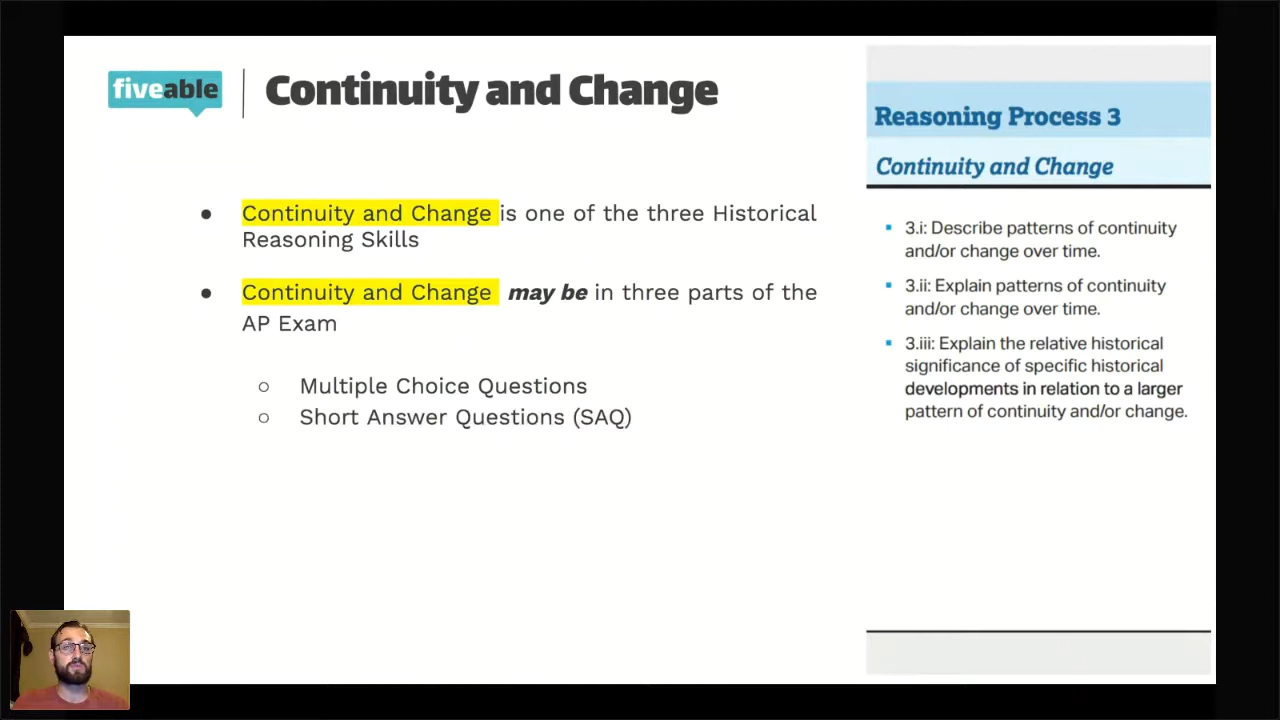 fiveable
Continuity and Change
Continuity and Change is one of the three Historical
Reasoning Skills
Continuity and Change may be in three parts of the
AP Exam
Multiple Choice Questions
Short Answer Questions (SAQ)
Reasoning Process 3
Continuity and Change
3.i: Describe patterns of continuity
and/or change over time.
3.ii: Explain patterns of continuity
and/or change over time.
3.iii: Explain the relative historical
significance of specific historical
developments in relation to a larger
pattern of continuity and/or change.